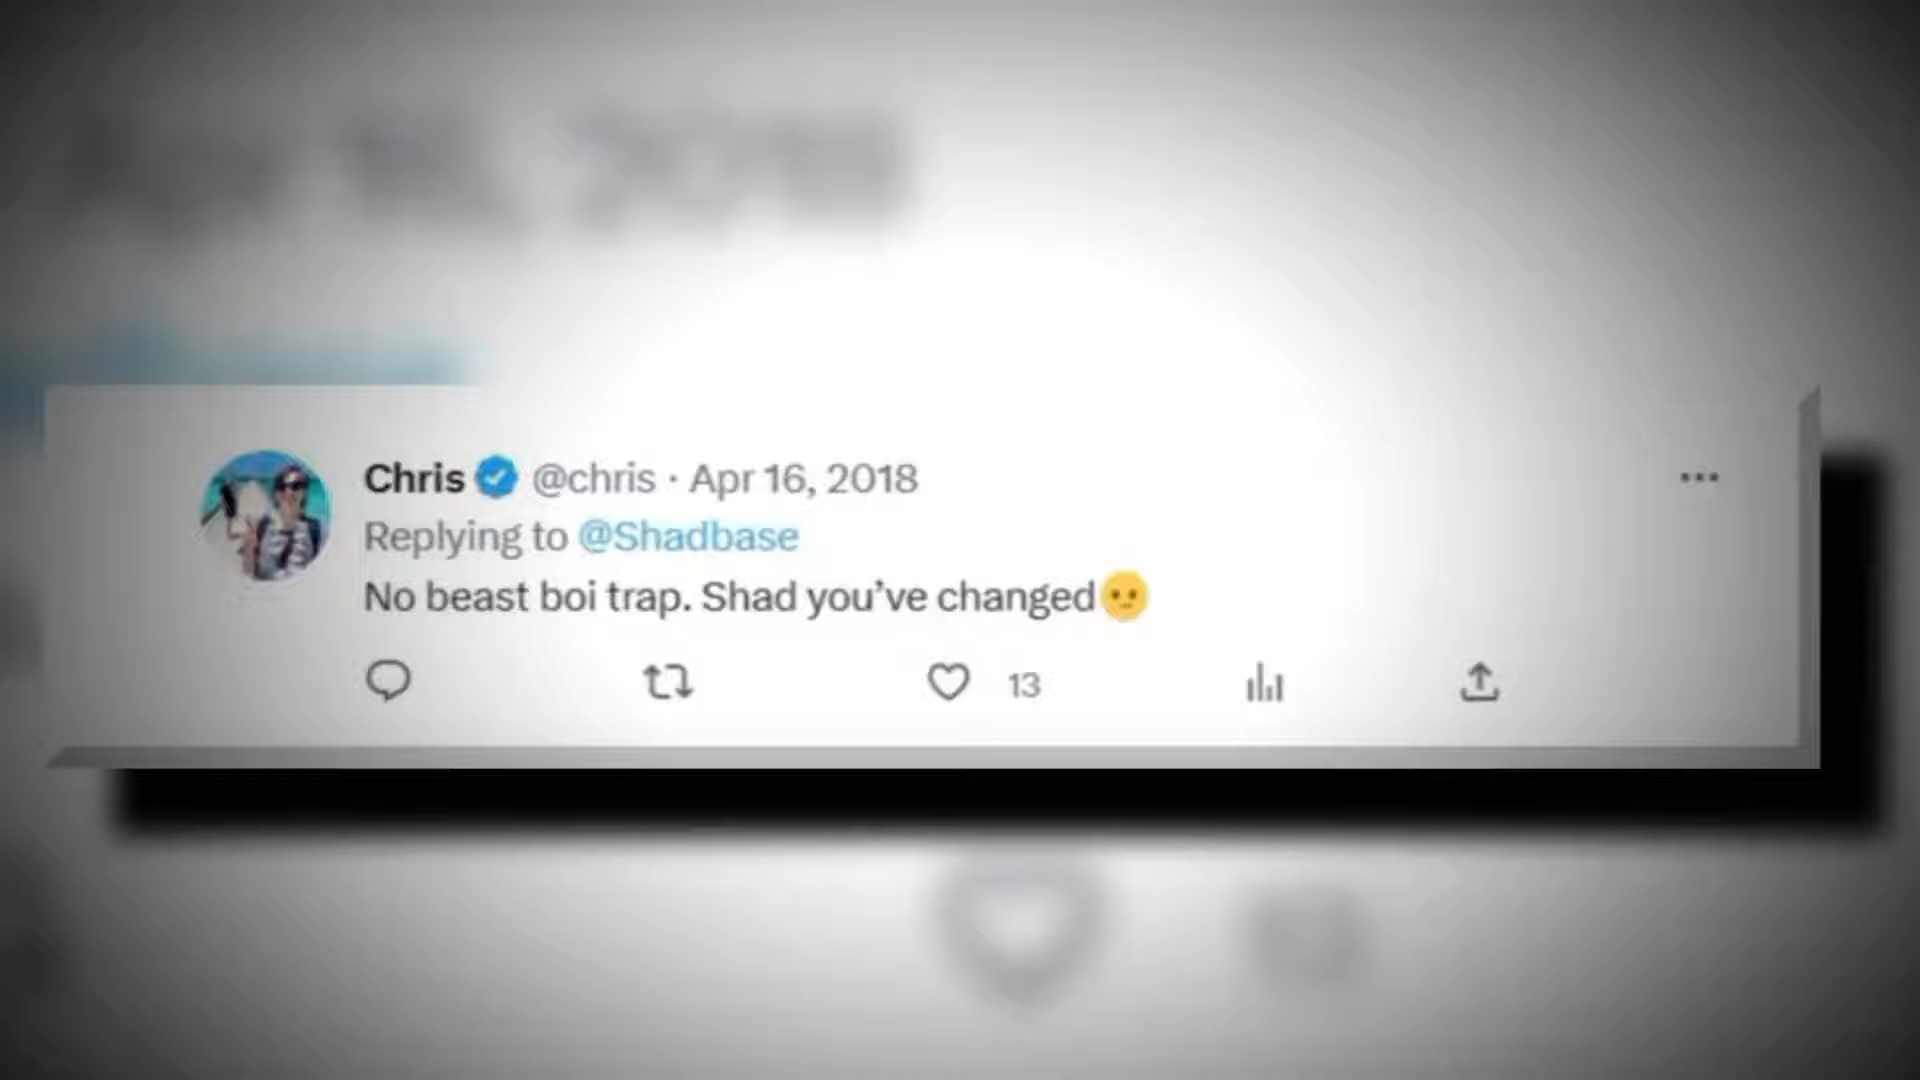 Chris @chris · Apr 16, 2018
Replying to @Shadbase
No beast boi trap. Shad you’ve changed😐
13